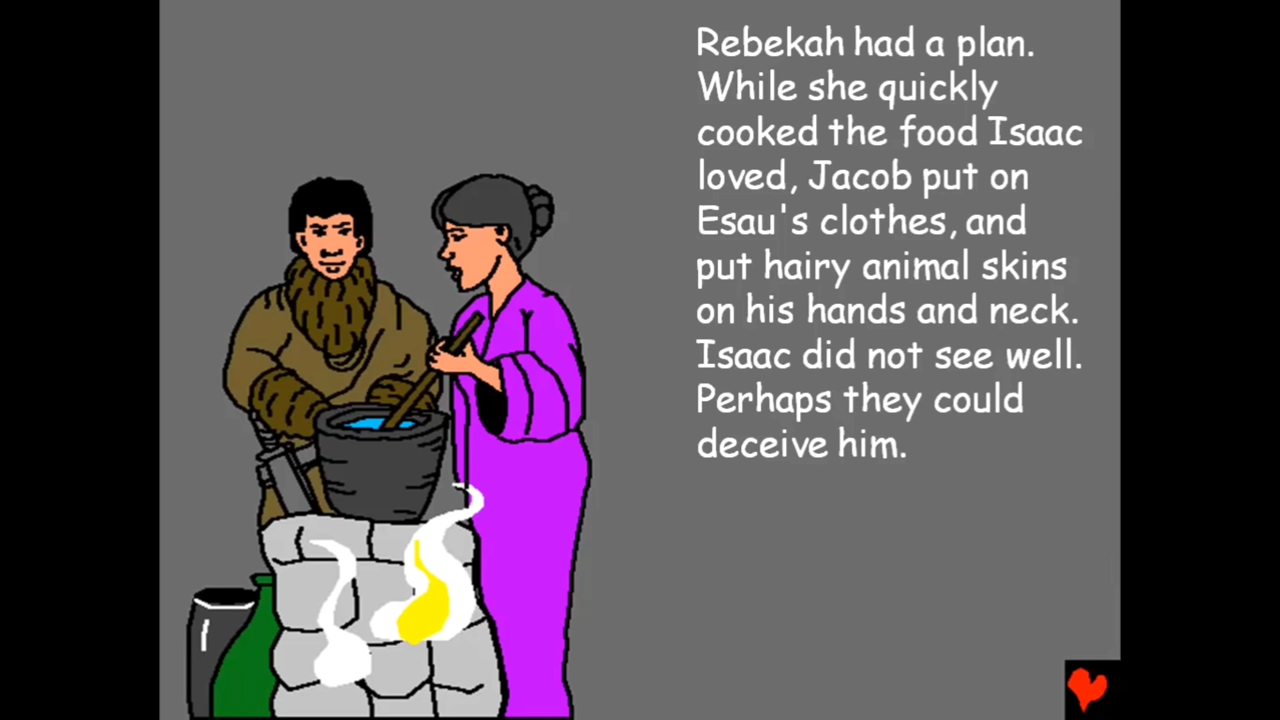 Rebekah had a plan.
While she quickly
cooked the food Isaac
loved, Jacob put on
Esau's clothes, and
put hairy animal skins
on his hands and neck.
Isaac did not see well.
Perhaps they could
deceive him.